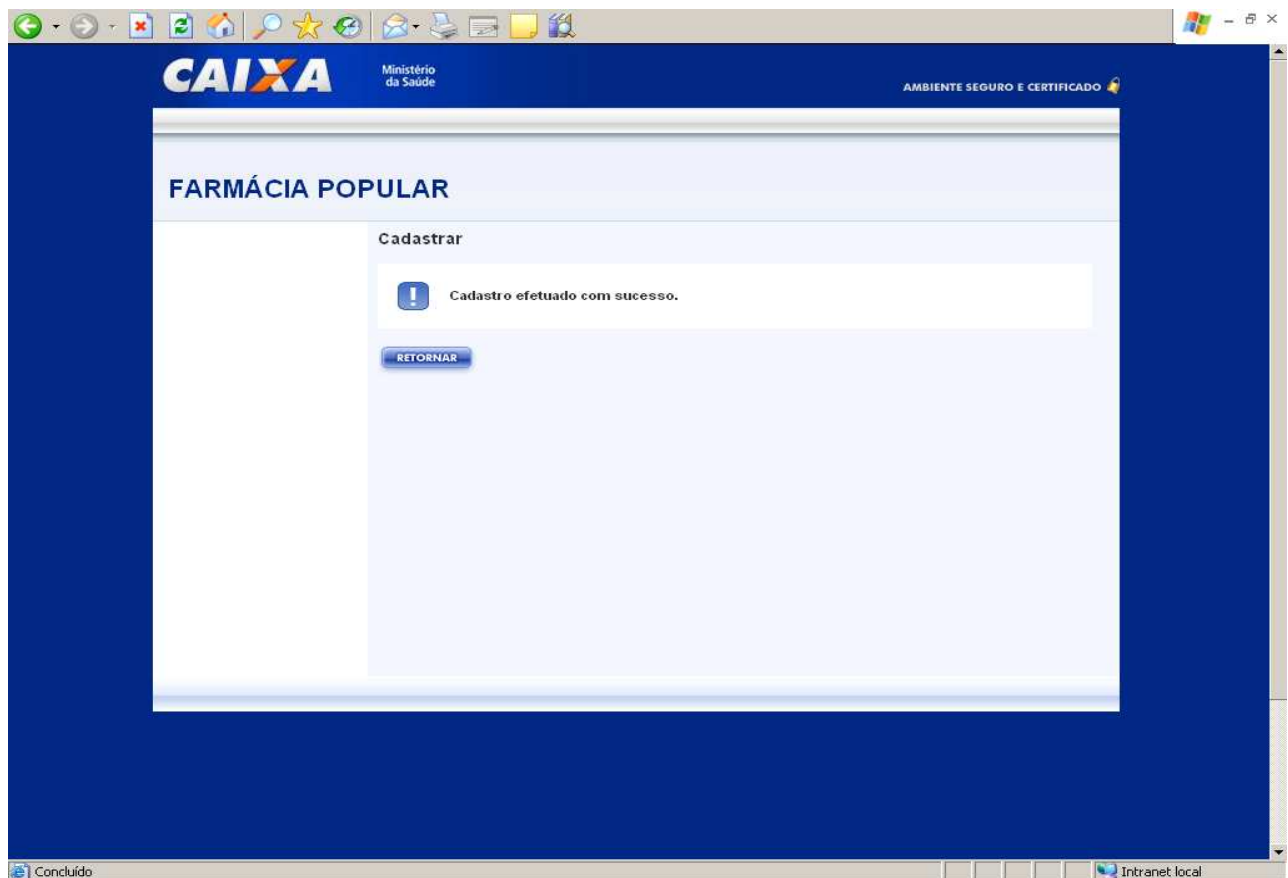 CAIXA
Ministério
da Saúde
AMBIENTE SEGURO E CERTIFICADO
FARMÁCIA POPULAR
Cadastrar
Cadastro efetuado com sucesso.
RETORNAR
Concluído
Intranet local